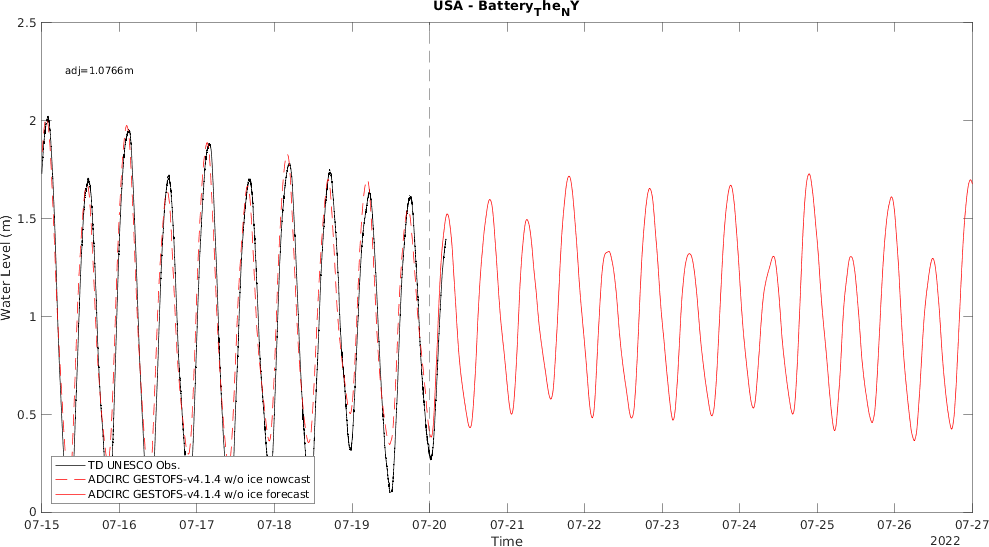 USA - BatteryTheNY
2.5
adj=1.0766m
2
1.5
Water Level (m)
1
0.5
TD UNESCO Obs.
ADCIRC GESTOFS-v4.1.4 w/o ice nowcast
ADCIRC GESTOFS-v4.1.4 w/o ice forecast
0
07-15 07-16 07-17 07-18 07-19 07-20 07-21 07-22 07-23 07-24 07-25 07-26 07-27
Time
2022